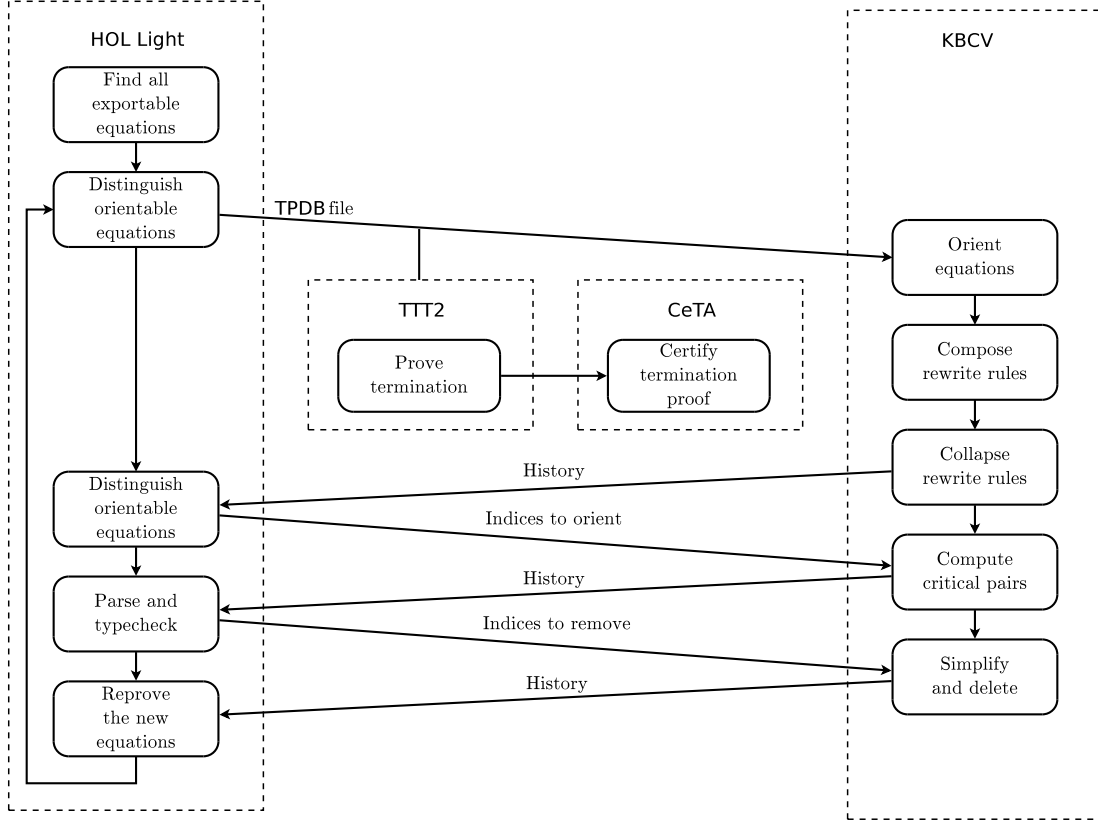 HOL Light
Find all
exportable
equations
Distinguish
orientable
equations
TPDB file
TTT2
Prove
termination
CeTA
Certify
termination
proof
KBCV
Orient
equations
Compose
rewrite rules
Collapse
rewrite rules
History
Distinguish
orientable
equations
Indices to orient
Compute
critical pairs
History
Parse and
typecheck
Indices to remove
Simplify
and delete
History
Reprove
the new
equations